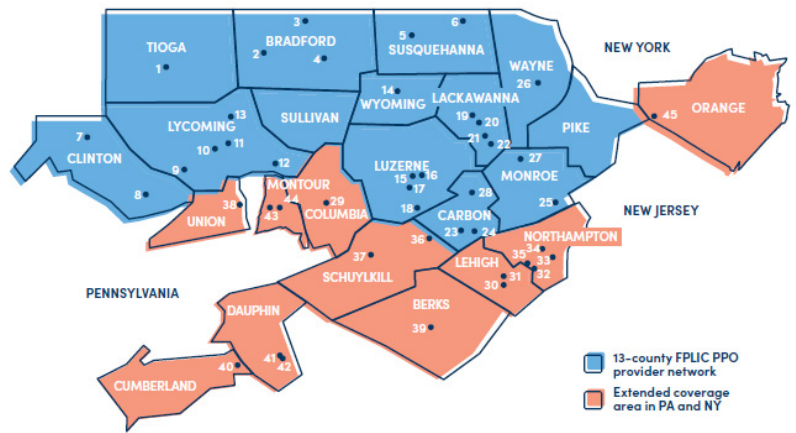 TIOGA
1
3
BRADFORD
2
4
5
6
SUSQUEHANNA
WAYNE
26
NEW YORK
14
WYOMING
LACKAWANNA
19
20
21
22
ORANGE
45
PIKE
13
LYCOMING
10
11
9
12
SULLIVAN
7
CLINTON
8
LUZERNE
15
16
17
18
27
MONROE
25
28
CARBON
23
24
NEW JERSEY
MONTOUR
44
43
29
COLUMBIA
38
UNION
36
37
SCHUYLKILL
NORTHAMPTON
34
35
33
32
LEHIGH
31
30
PENNSYLVANIA
BERKS
39
DAUPHIN
41
42
40
CUMBERLAND
13-county FPLIC PPO
provider network
Extended coverage
area in PA and NY